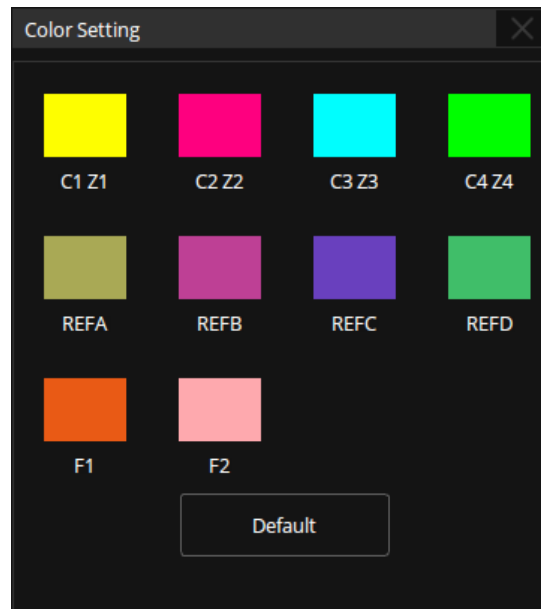 Color Setting
C1 Z1 C2 Z2 C3 Z3 C4 Z4
REFA REFB REFC REFD
F1 F2
Default